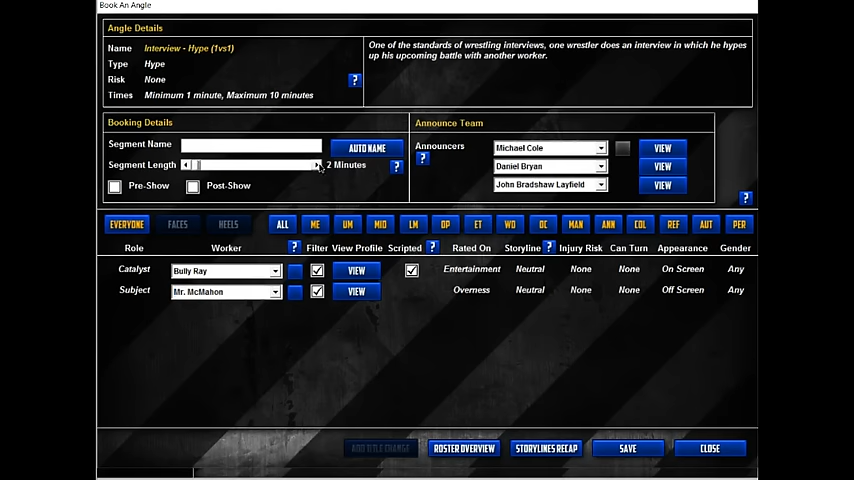 Book An Angle
Angle Details
Name Interview - Hype (1vs1)
Type Hype
Risk None ?
Times Minimum 1 minute, Maximum 10 minutes
One of the standards of wrestling interviews, one wrestler does an interview in which he hypes
up his upcoming battle with another worker.
Booking Details
Segment Name AUTO NAME
Segment Length 2 Minutes ?
Pre-Show Post-Show
Announce Team
Announcers Michael Cole VIEW
? Daniel Bryan VIEW
John Bradshaw Layfield VIEW
?
EVERYONE FACES HEELS ALL ME UM MID LM OP ET WO OC MAN ANN COL REF AUT PER
Role Worker ? Filter View Profile Scripted ? Rated On Storyline ? Injury Risk Can Turn Appearance Gender
Catalyst Bully Ray VIEW Entertainment Neutral None None On Screen Any
Subject Mr. McMahon VIEW Overness Neutral None None Off Screen Any
ADD TITLE CHANGE ROSTER OVERVIEW STORYLINES RECAP SAVE CLOSE